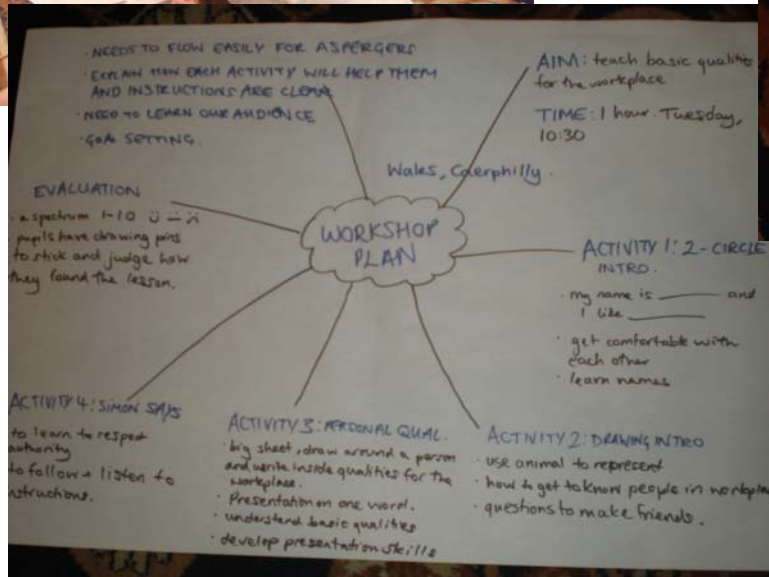 · NEEDS TO FLOW EASILY FOR ASPERGERS
· EXPLAIN HOW EACH ACTIVITY WILL HELP THEM
AND INSTRUCTIONS ARE CLEAR
· NEED TO LEARN OUR AUDIENCE
· GOAL SETTING.
AIM: teach basic qualities
for the workplace
TIME: 1 hour. Tuesday,
10:30
Wales, Caerphilly.
WORKSHOP
PLAN
EVALUATION
· a spectrum 1-10
· pupils have drawing pins
to stick and judge how
they found the lesson.
ACTIVITY 1: 2-CIRCLE
INTRO.
· my name is ______ and
I like ______
· get comfortable with
each other
· learn names
ACTIVITY 2: DRAWING INTRO
· use animal to represent
· how to get to know people in workpla
· questions to make friends.
ACTIVITY 3: PERSONAL QUAL.
· big sheet, draw around a person
and write inside qualities for the
workplace.
· Presentation on one word.
· understand basic qualities
· develop presentation skills
ACTIVITY 4: SIMON SAYS
to learn to respect
authority
to follow + listen to
nstructions.